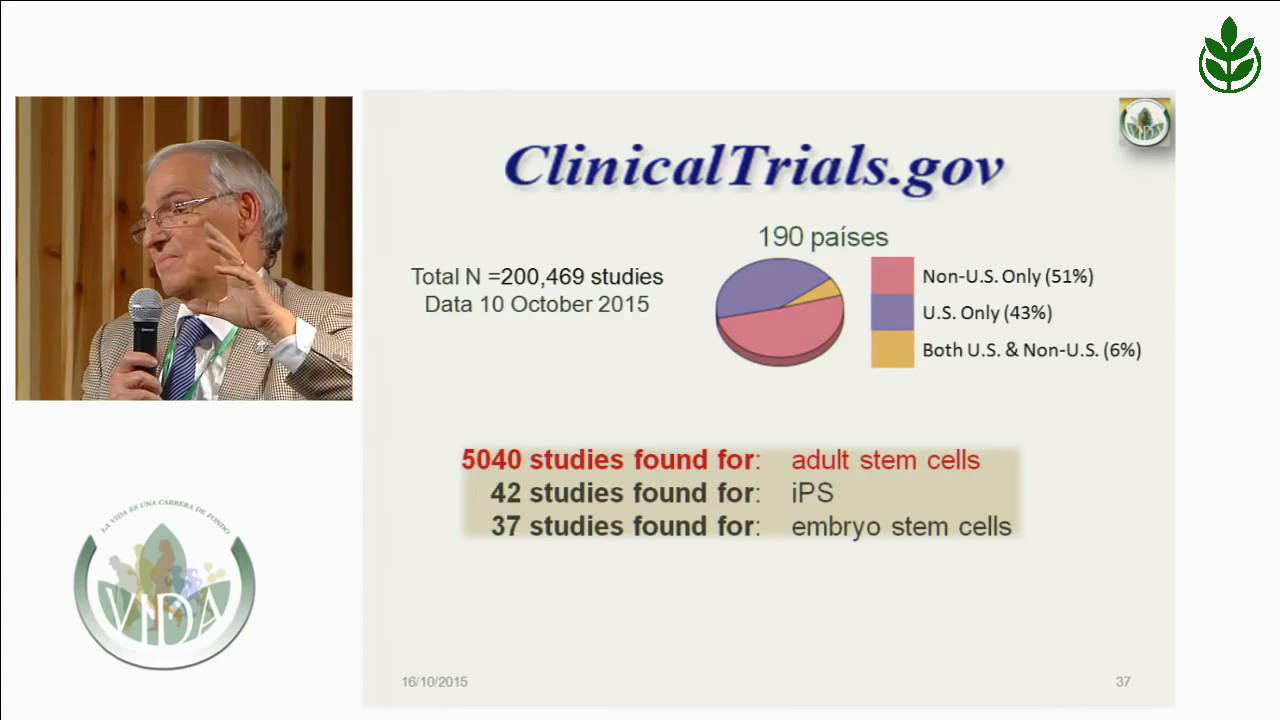 ClinicalTrials.gov
190 países
Total N =200,469 studies
Data 10 October 2015
Non-U.S. Only (51%)
U.S. Only (43%)
Both U.S. & Non-U.S. (6%)
5040 studies found for: adult stem cells
42 studies found for: iPS
37 studies found for: embryo stem cells
LA VIDA ES UNA CARRERA DE FONDO
VIDA
VIDA
16/10/2015
37